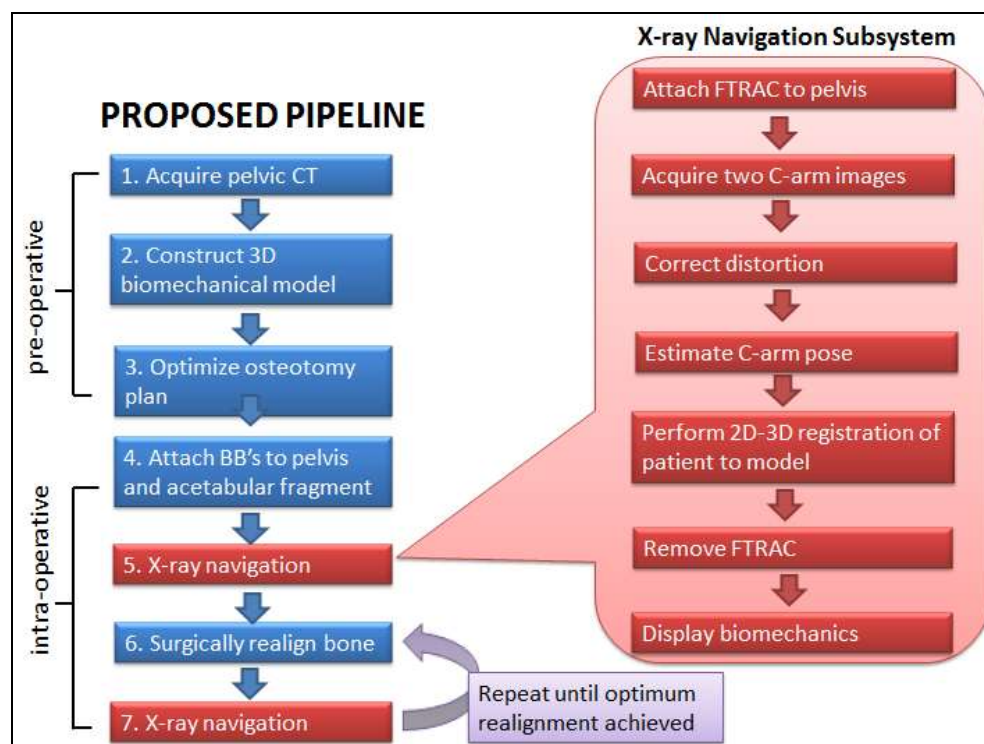 PROPOSED PIPELINE
pre-operative
1. Acquire pelvic CT
2. Construct 3D
biomechanical model
3. Optimize osteotomy
plan
intra-operative
4. Attach BB's to pelvis
and acetabular fragment
5. X-ray navigation
6. Surgically realign bone
7. X-ray navigation
Repeat until optimum
realignment achieved
X-ray Navigation Subsystem
Attach FTRAC to pelvis
Acquire two C-arm images
Correct distortion
Estimate C-arm pose
Perform 2D-3D registration of
patient to model
Remove FTRAC
Display biomechanics